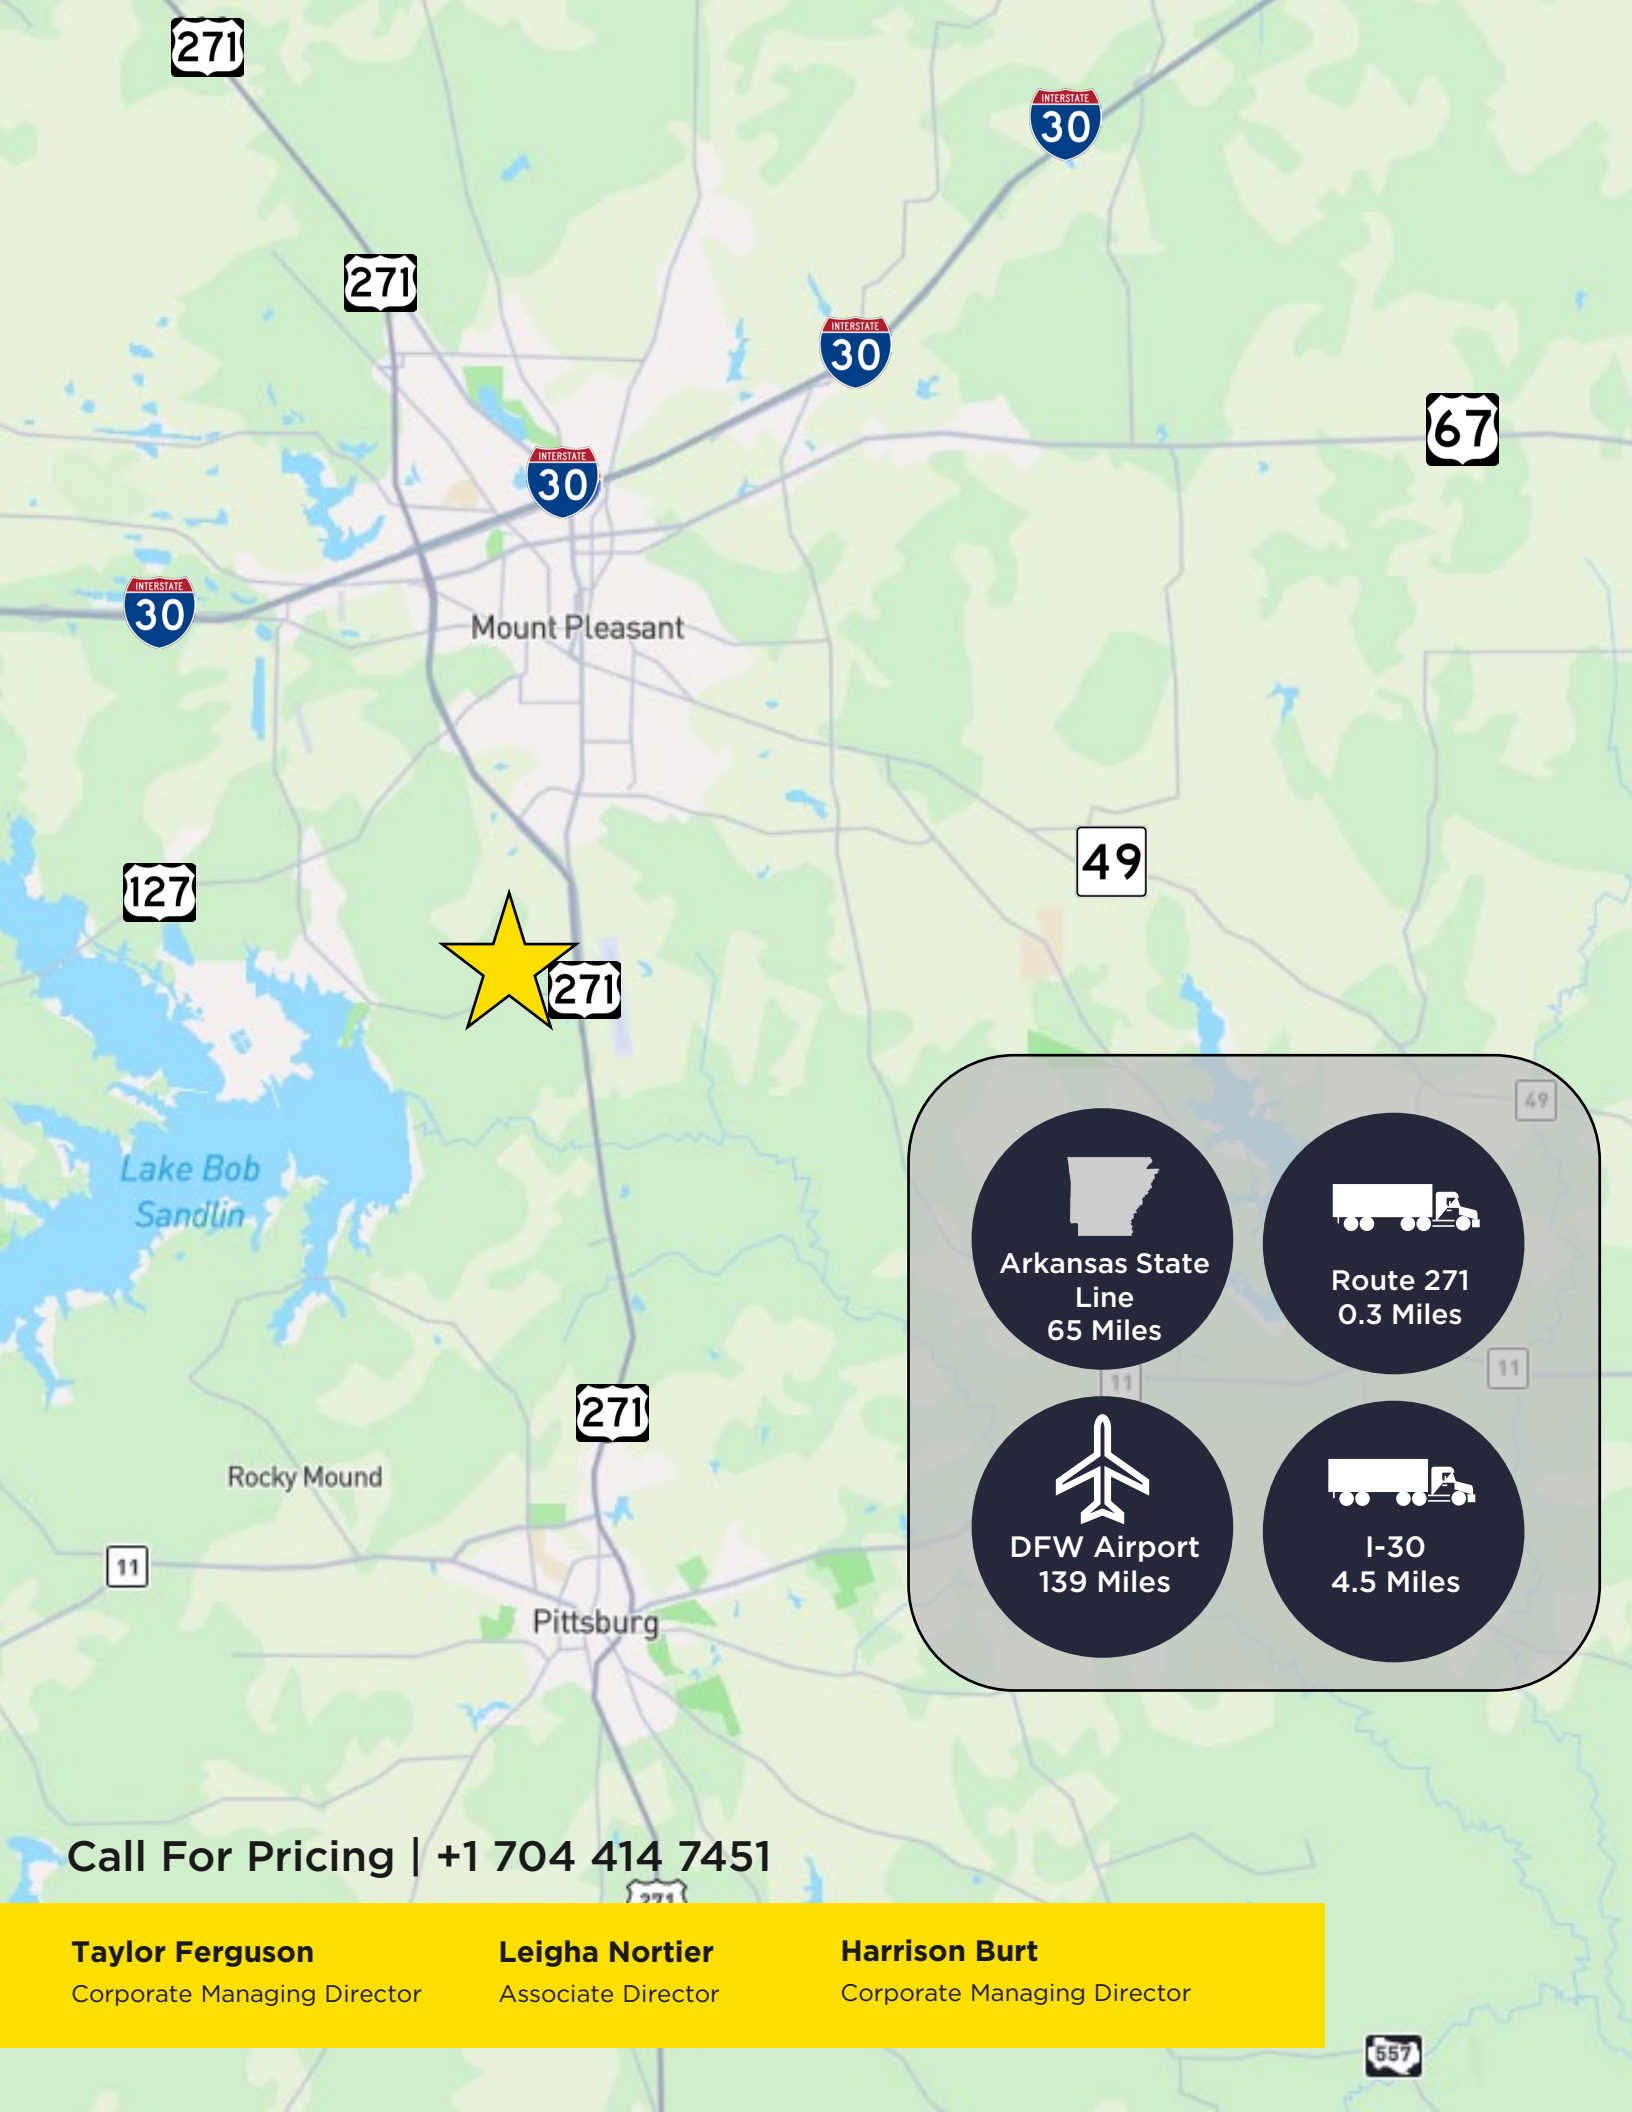 271
INTERSTATE
30
271
INTERSTATE
30
67
INTERSTATE
30
INTERSTATE
30
Mount Pleasant
49
127
271
49
Lake Bob
Sandlin
Arkansas State
Line
65 Miles
Route 271
0.3 Miles
11
11
271
DFW Airport
139 Miles
I-30
4.5 Miles
Rocky Mound
11
Pittsburg
Call For Pricing | +1 704 414 7451
271
Taylor Ferguson
Corporate Managing Director
Leigha Nortier
Associate Director
Harrison Burt
Corporate Managing Director
557